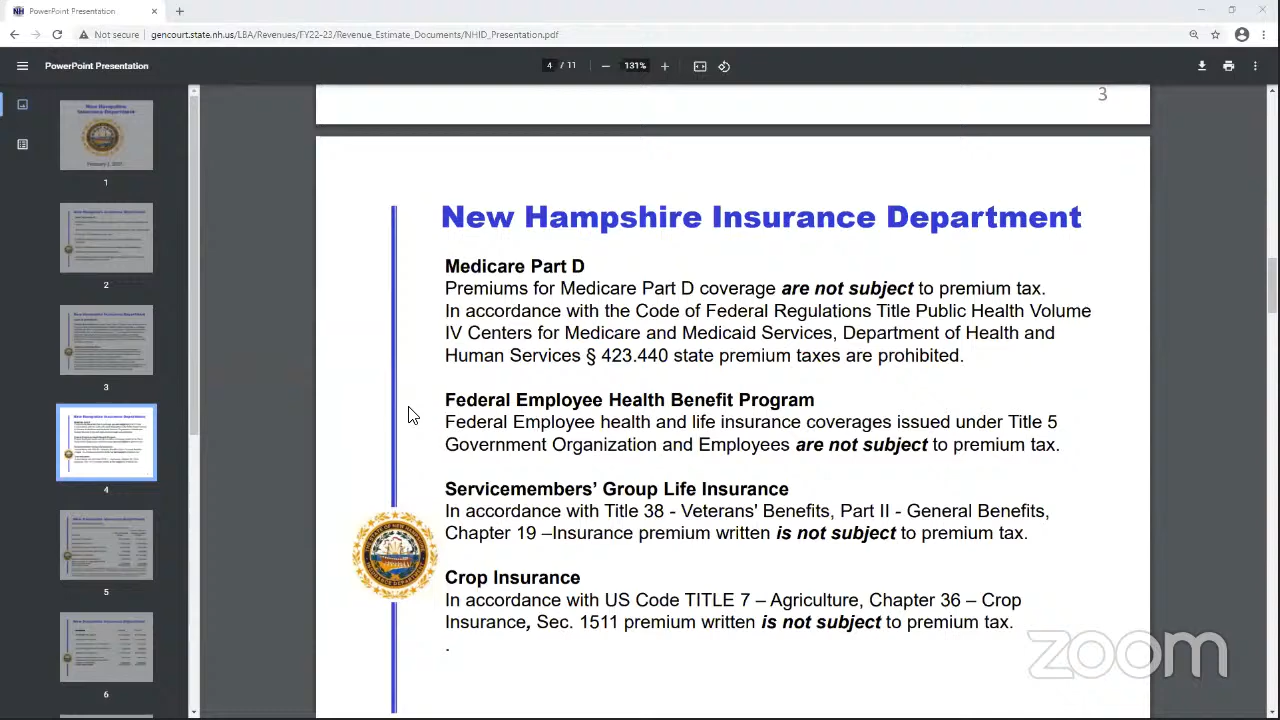 PowerPoint Presentation
Not secure | gencourt.state.nh.us/LBA/Revenues/FY22-23/Revenue_Estimate_Documents/NHID_Presentation.pdf
PowerPoint Presentation
4 / 11
131%
3
New Hampshire Insurance Department
Medicare Part D
Premiums for Medicare Part D coverage are not subject to premium tax.
In accordance with the Code of Federal Regulations Title Public Health Volume
IV Centers for Medicare and Medicaid Services, Department of Health and
Human Services § 423.440 state premium taxes are prohibited.
Federal Employee Health Benefit Program
Federal Employee health and life insurance coverages issued under Title 5
Government Organization and Employees are not subject to premium tax.
Servicemembers' Group Life Insurance
In accordance with Title 38 - Veterans' Benefits, Part II - General Benefits,
Chapter 19 –Insurance premium written is not subject to premium tax.
Crop Insurance
In accordance with US Code TITLE 7 – Agriculture, Chapter 36 – Crop
Insurance, Sec. 1511 premium written is not subject to premium tax.
.
zoom
New Hampshire
Insurance Department
1
2
3
4
5
6